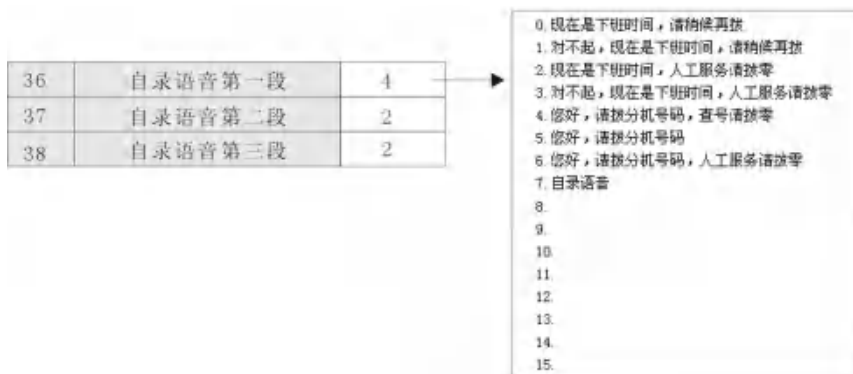 36 自录语音第一段 4
37 自录语音第二段 2
38 自录语音第三段 2
0. 现在是下班时间，请稍候再拨
1. 对不起，现在是下班时间，请稍候再拨
2. 现在是下班时间，人工服务请拨零
3. 对不起，现在是下班时间，人工服务请拨零
4. 您好，请拨分机号码，查号请拨零
5. 您好，请拨分机号码
6. 您好，请拨分机号码，人工服务请拨零
7. 自录语音
8.
9.
10.
11.
12.
13.
14.
15.